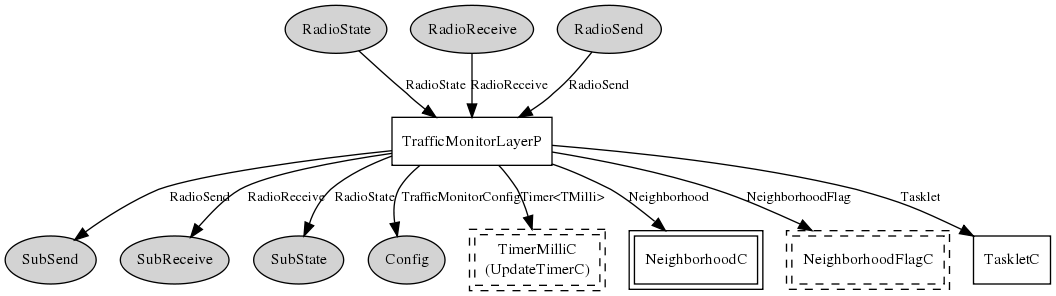 RadioState
RadioReceive
RadioSend
RadioState
RadioReceive
RadioSend
TrafficMonitorLayerP
RadioSend
RadioReceive
RadioState
TrafficMonitorConfig
Timer<TMilli>
Neighborhood
NeighborhoodFlag
Tasklet
SubSend
SubReceive
SubState
Config
TimerMilliC
(UpdateTimerC)
NeighborhoodC
NeighborhoodFlagC
TaskletC